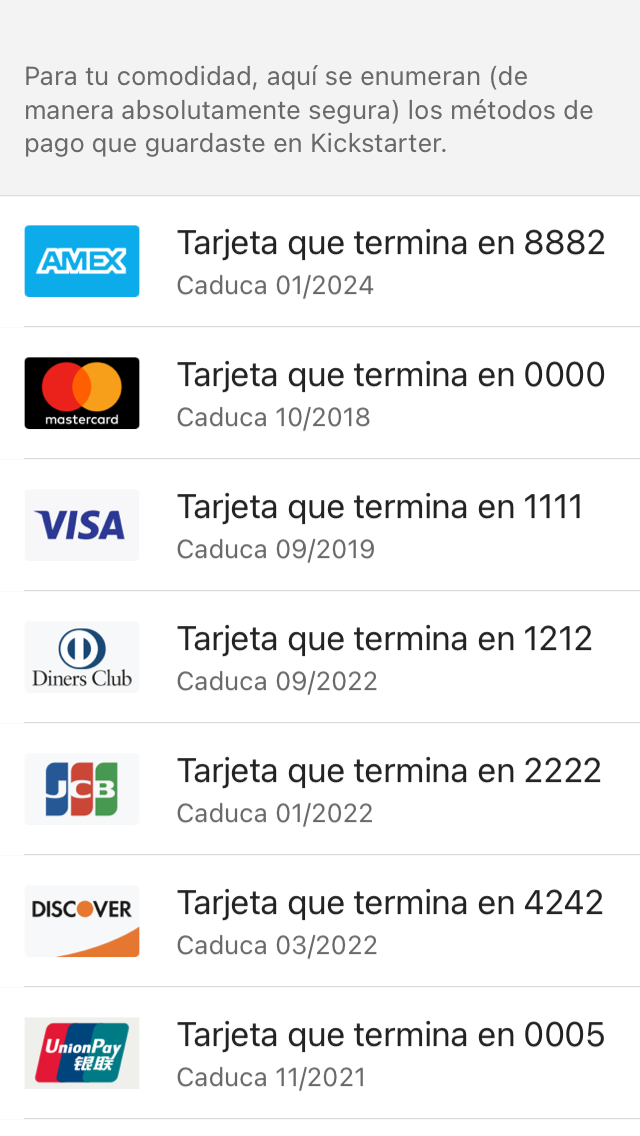 Para tu comodidad, aquí se enumeran (de
manera absolutamente segura) los métodos de
pago que guardaste en Kickstarter.
AMEX
Tarjeta que termina en 8882
Caduca 01/2024
mastercard
Tarjeta que termina en 0000
Caduca 10/2018
VISA
Tarjeta que termina en 1111
Caduca 09/2019
Diners Club
Tarjeta que termina en 1212
Caduca 09/2022
JCB
Tarjeta que termina en 2222
Caduca 01/2022
DISCOVER
Tarjeta que termina en 4242
Caduca 03/2022
UnionPay
银联
Tarjeta que termina en 0005
Caduca 11/2021